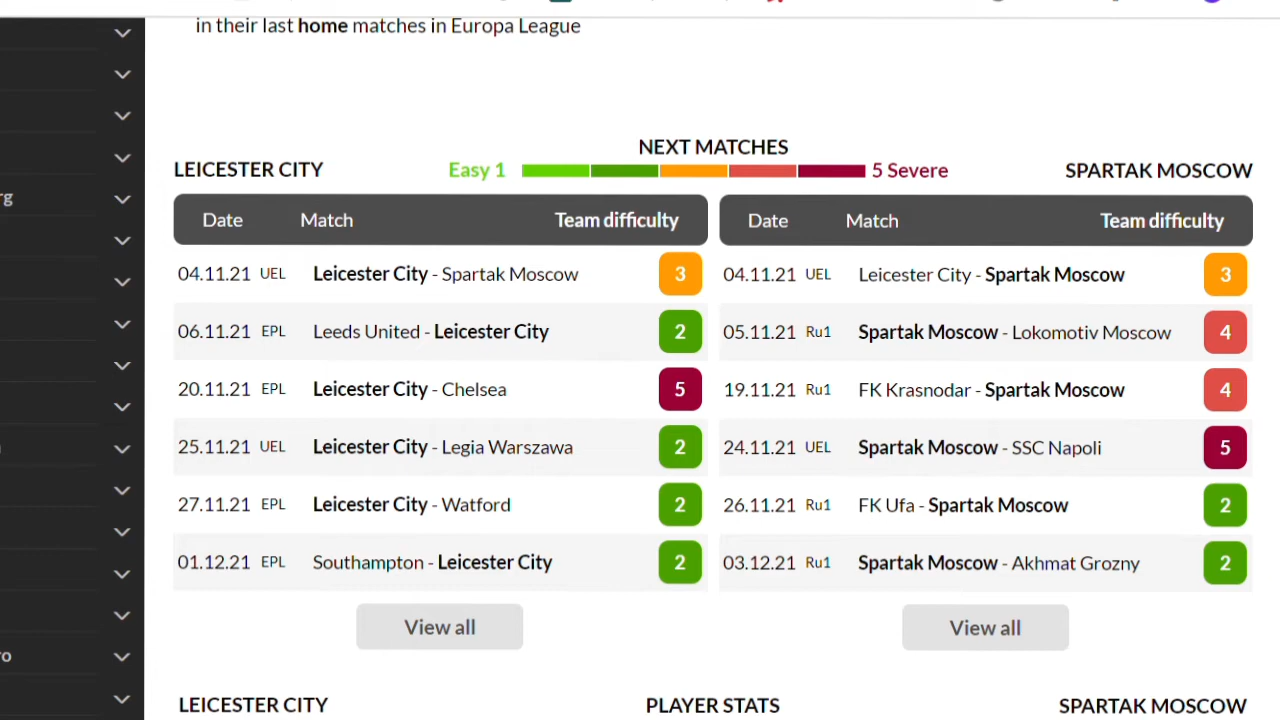 in their last home matches in Europa League
NEXT MATCHES
LEICESTER CITY Easy 1 5 Severe SPARTAK MOSCOW
Date Match Team difficulty Date Match Team difficulty
04.11.21 UEL Leicester City - Spartak Moscow 3 04.11.21 UEL Leicester City - Spartak Moscow 3
06.11.21 EPL Leeds United - Leicester City 2 05.11.21 Ru1 Spartak Moscow - Lokomotiv Moscow 4
20.11.21 EPL Leicester City - Chelsea 5 19.11.21 Ru1 FK Krasnodar - Spartak Moscow 4
25.11.21 UEL Leicester City - Legia Warszawa 2 24.11.21 UEL Spartak Moscow - SSC Napoli 5
27.11.21 EPL Leicester City - Watford 2 26.11.21 Ru1 FK Ufa - Spartak Moscow 2
01.12.21 EPL Southampton - Leicester City 2 03.12.21 Ru1 Spartak Moscow - Akhmat Grozny 2
View all View all
LEICESTER CITY PLAYER STATS SPARTAK MOSCOW